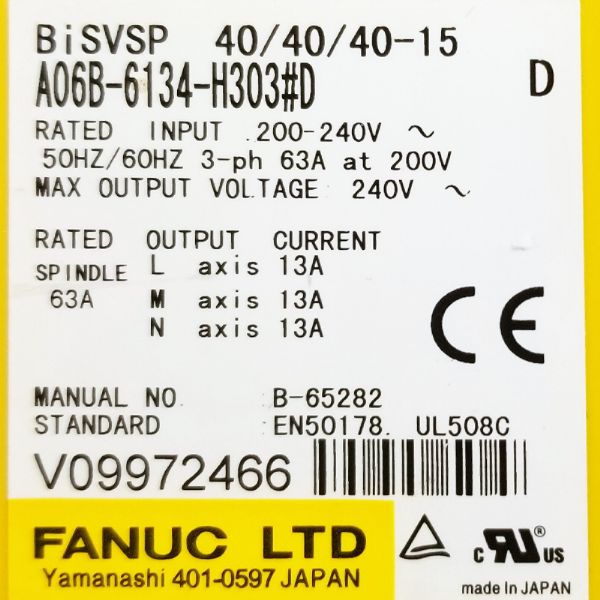 BiSVSP 40/40/40-15
A06B-6134-H303#D D
RATED INPUT 200-240V ~
50HZ/60HZ 3-ph 63A at 200V
MAX OUTPUT VOLTAGE 240V ~
RATED OUTPUT CURRENT
SPINDLE L axis 13A
63A M axis 13A
N axis 13A
CE
MANUAL NO. B-65282
STANDARD EN50178. UL508C
V09972466
FANUC LTD
Yamanashi 401-0597 JAPAN
c RU ® US
made in JAPAN